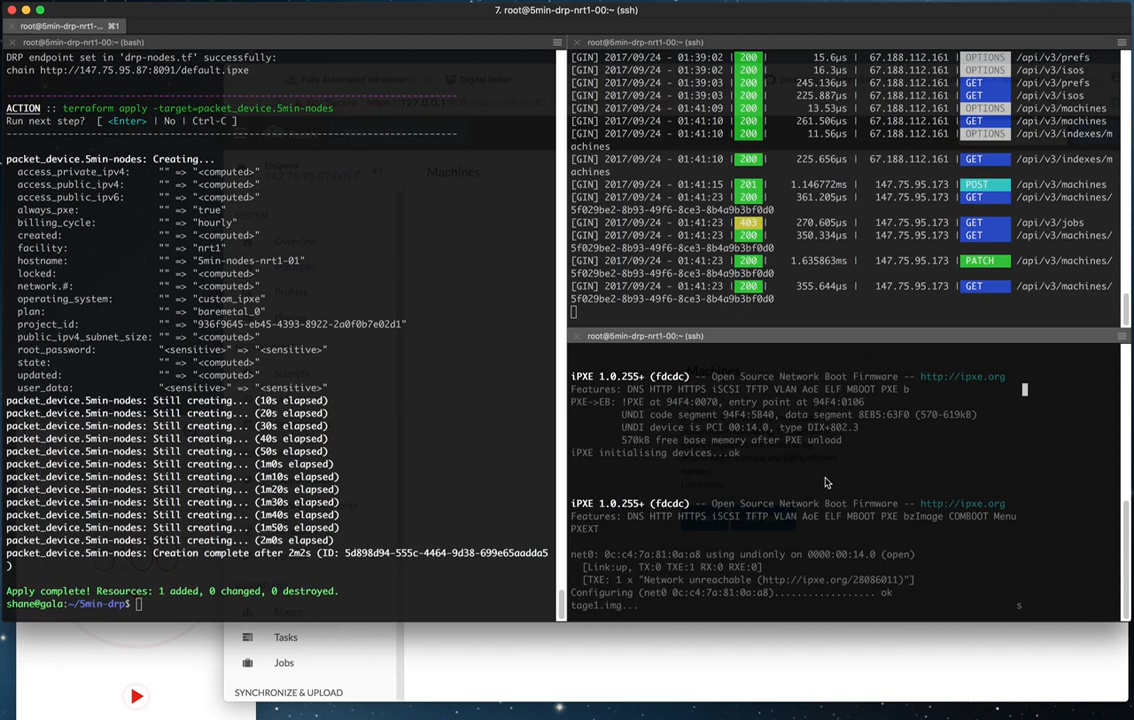 7. root@5min-drp-nrt1-00:~ (ssh)
root@5min-drp-nrt1-... ⌘1
root@5min-drp-nrt1-00:~ (bash)
DRP endpoint set in 'drp-nodes.tf' successfully:
chain http://147.75.95.87:8091/default.ipxe
ACTION :: terraform apply -target=packet_device.5min-nodes
Run next step? [ <Enter> | No | Ctrl-C ]
packet_device.5min-nodes: Creating...
access_private_ipv4: "" => "<computed>"
access_public_ipv4: "" => "<computed>"
access_public_ipv6: "" => "<computed>"
always_pxe: "" => "true"
billing_cycle: "" => "hourly"
created: "" => "<computed>"
facility: "" => "nrt1"
hostname: "" => "5min-nodes-nrt1-01"
locked: "" => "<computed>"
network.#: "" => "<computed>"
operating_system: "" => "custom_ipxe"
plan: "" => "baremetal_0"
project_id: "" => "936f9645-eb45-4393-8922-2a0f0b7e02d1"
public_ipv4_subnet_size: "" => "<computed>"
root_password: "<sensitive>" => "<sensitive>"
state: "" => "<computed>"
updated: "" => "<computed>"
user_data: "<sensitive>" => "<sensitive>"
packet_device.5min-nodes: Still creating... (10s elapsed)
packet_device.5min-nodes: Still creating... (20s elapsed)
packet_device.5min-nodes: Still creating... (30s elapsed)
packet_device.5min-nodes: Still creating... (40s elapsed)
packet_device.5min-nodes: Still creating... (50s elapsed)
packet_device.5min-nodes: Still creating... (1m0s elapsed)
packet_device.5min-nodes: Still creating... (1m10s elapsed)
packet_device.5min-nodes: Still creating... (1m20s elapsed)
packet_device.5min-nodes: Still creating... (1m30s elapsed)
packet_device.5min-nodes: Still creating... (1m40s elapsed)
packet_device.5min-nodes: Still creating... (1m50s elapsed)
packet_device.5min-nodes: Still creating... (2m0s elapsed)
packet_device.5min-nodes: Creation complete after 2m2s (ID: 5d898d94-555c-4464-9d38-699e65aadda5
)
Apply complete! Resources: 1 added, 0 changed, 0 destroyed.
shane@gala:~/5min-drp$
root@5min-drp-nrt1-00:~ (ssh)
[GIN] 2017/09/24 - 01:39:02 | 200 | 15.6µs | 67.188.112.161 | OPTIONS /api/v3/prefs
[GIN] 2017/09/24 - 01:39:02 | 200 | 16.3µs | 67.188.112.161 | OPTIONS /api/v3/isos
[GIN] 2017/09/24 - 01:39:03 | 200 | 245.136µs | 67.188.112.161 | GET /api/v3/prefs
[GIN] 2017/09/24 - 01:39:03 | 200 | 225.887µs | 67.188.112.161 | GET /api/v3/isos
[GIN] 2017/09/24 - 01:41:09 | 200 | 13.53µs | 67.188.112.161 | OPTIONS /api/v3/machines
[GIN] 2017/09/24 - 01:41:10 | 200 | 261.506µs | 67.188.112.161 | GET /api/v3/machines
[GIN] 2017/09/24 - 01:41:10 | 200 | 11.56µs | 67.188.112.161 | OPTIONS /api/v3/indexes/m
achines
[GIN] 2017/09/24 - 01:41:10 | 200 | 225.656µs | 67.188.112.161 | GET /api/v3/indexes/m
achines
[GIN] 2017/09/24 - 01:41:15 | 201 | 1.146772ms | 147.75.95.173 | POST /api/v3/machines
[GIN] 2017/09/24 - 01:41:23 | 200 | 361.205µs | 147.75.95.173 | GET /api/v3/machines/
5f029be2-8b93-49f6-8ce3-af0a4b9b3bf0d0
[GIN] 2017/09/24 - 01:41:23 | 403 | 270.605µs | 147.75.95.173 | GET /api/v3/jobs
[GIN] 2017/09/24 - 01:41:23 | 200 | 350.334µs | 147.75.95.173 | GET /api/v3/machines/
5f029be2-8b93-49f6-8ce3-af0a4b9b3bf0d0
[GIN] 2017/09/24 - 01:41:23 | 200 | 1.635863ms | 147.75.95.173 | PATCH /api/v3/machines/
5f029be2-8b93-49f6-8ce3-af0a4b9b3bf0d0
[GIN] 2017/09/24 - 01:41:23 | 200 | 355.644µs | 147.75.95.173 | GET /api/v3/machines/
5f029be2-8b93-49f6-8ce3-af0a4b9b3bf0d0
root@5min-drp-nrt1-00:~ (ssh)
iPXE 1.0.255+ (fdcdc) -- Open Source Network Boot Firmware -- http://ipxe.org
Features: DNS HTTP HTTPS iSCSI TFTP VLAN AoE ELF MBOOT PXE b
PXE->EB: !PXE at 94F4:0070, entry point at 94F4:0106
UNDI code segment 94F4:5B40, data segment 8EB5:63F0 (570-619kB)
UNDI device is PCI 00:14.0, type DIX+802.3
570kB free base memory after PXE unload
iPXE initialising devices...ok
iPXE 1.0.255+ (fdcdc) -- Open Source Network Boot Firmware -- http://ipxe.org
Features: DNS HTTP HTTPS iSCSI TFTP VLAN AoE ELF MBOOT PXE bzImage COMBOOT Menu
PXEXT
net0: 0c:c4:7a:81:0a:a8 using undionly on 0000:00:14.0 (open)
[Link:up, TX:0 TXE:1 RX:0 RXE:0]
[TXE: 1 x "Network unreachable (http://ipxe.org/28086011)"]
Configuring (net0 0c:c4:7a:81:0a:a8)................. ok
tage1.img... s
Machines
Overview
Profiles
Subnets
Stages
Tasks
Jobs
SYNCHRONIZE & UPLOAD